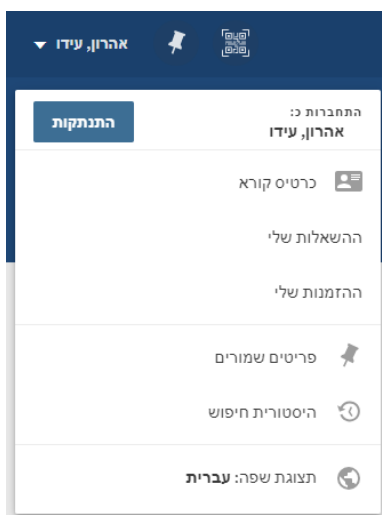 אהרון, עידו
התחברות כ:
אהרון, עידו
התנתקות
כרטיס קורא
ההשאלות שלי
ההזמנות שלי
פריטים שמורים
היסטורית חיפוש
תצוגת שפה: עברית